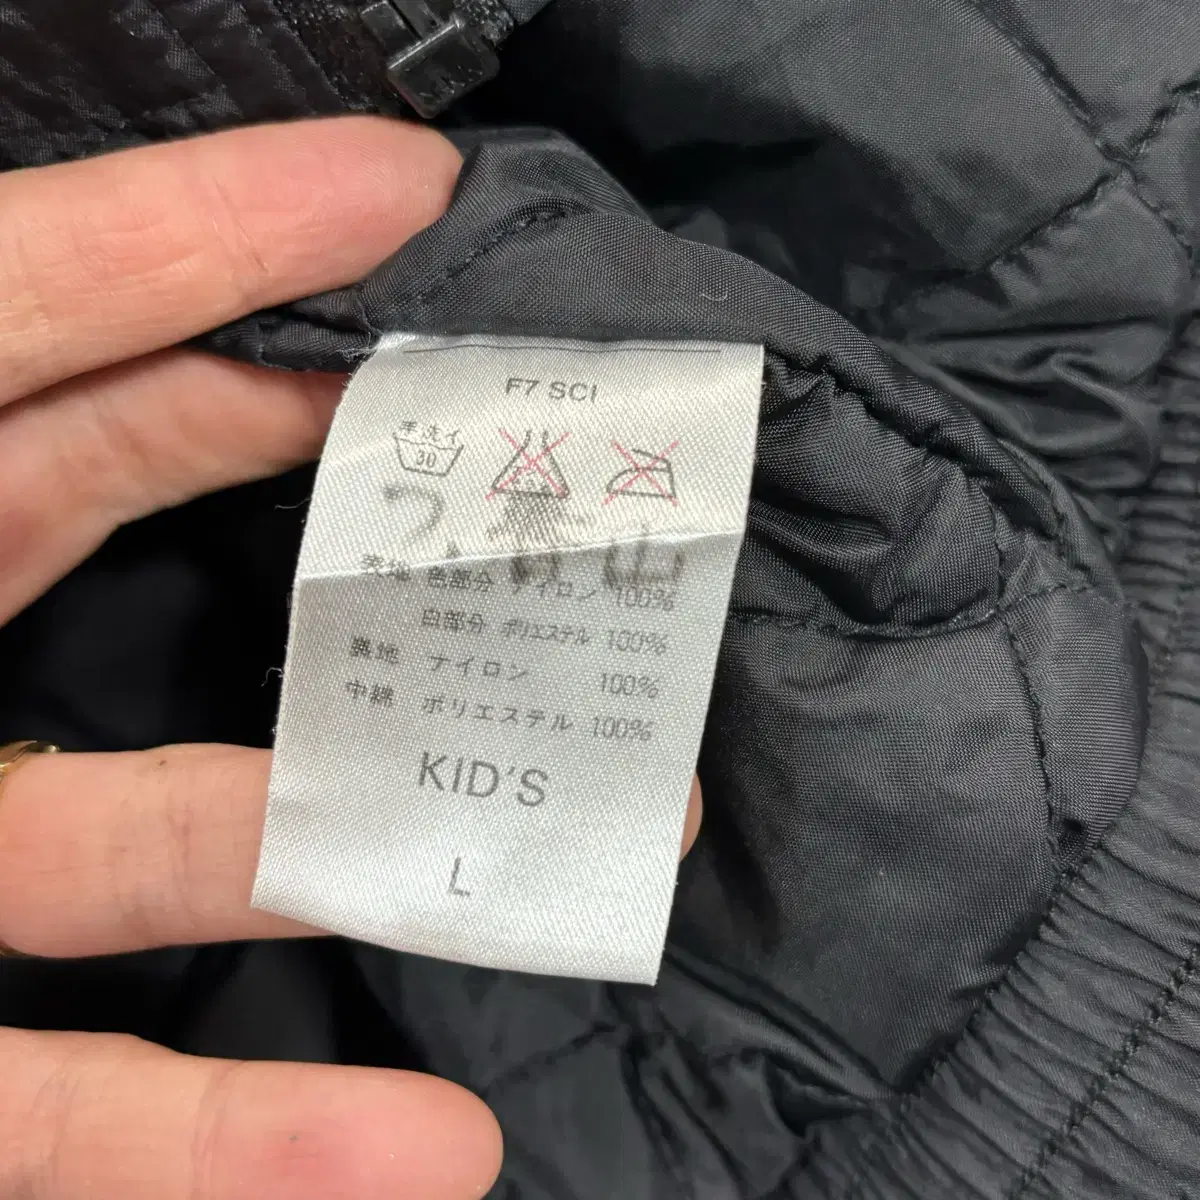 F7 SCI
手洗イ
30
表地 色部分 ナイロン 100%
白部分 ポリエステル 100%
裏地 ナイロン 100%
中綿 ポリエステル 100%
KID'S
L